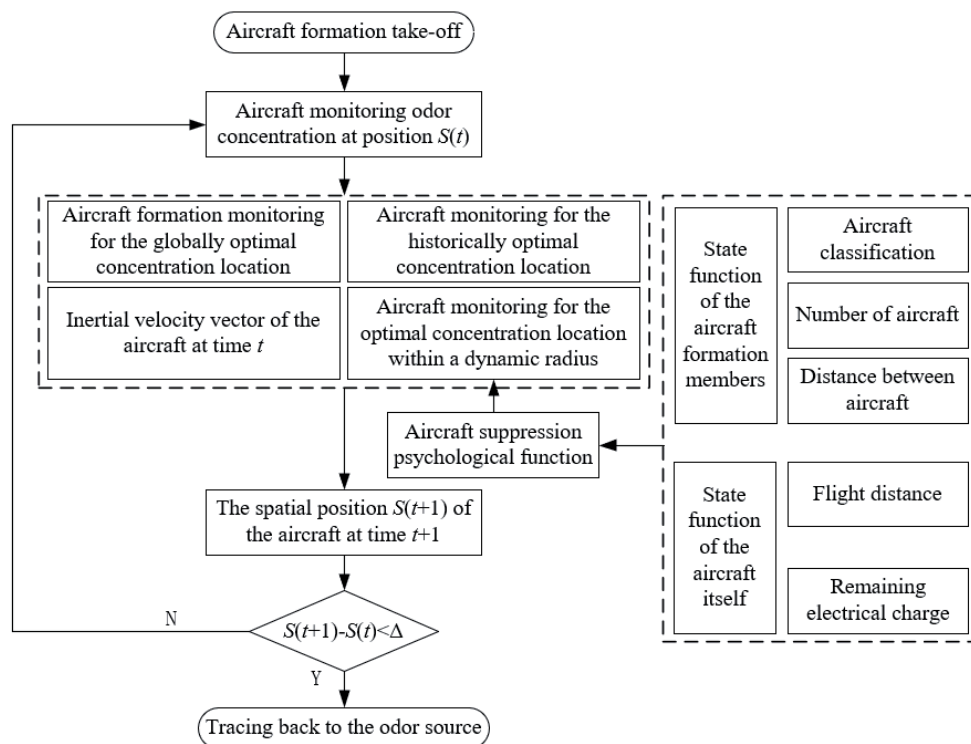 Aircraft formation take-off
Aircraft monitoring odor
concentration at position S(t)
Aircraft formation monitoring
for the globally optimal
concentration location
Aircraft monitoring for the
historically optimal
concentration location
Inertial velocity vector of the
aircraft at time t
Aircraft monitoring for the
optimal concentration location
within a dynamic radius
Aircraft suppression
psychological function
State
function
of the
aircraft
formation
members
Aircraft
classification
Number of aircraft
Distance between
aircraft
State
function
of the
aircraft
itself
Flight distance
Remaining
electrical charge
The spatial position S(t+1) of
the aircraft at time t+1
S(t+1)-S(t)<Δ
N
Y
Tracing back to the odor source